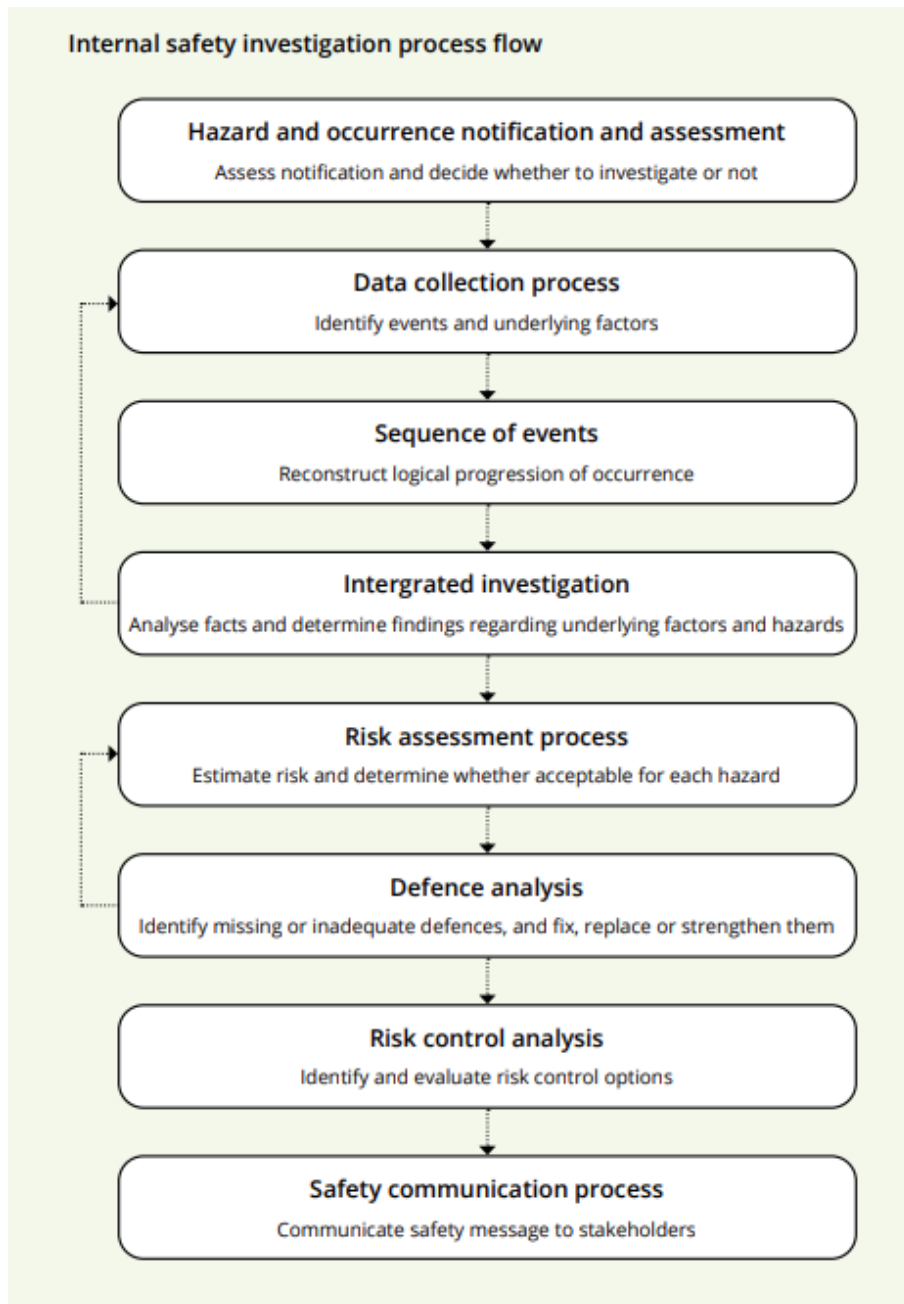 Internal safety investigation process flow
Hazard and occurrence notification and assessment
Assess notification and decide whether to investigate or not
Data collection process
Identify events and underlying factors
Sequence of events
Reconstruct logical progression of occurrence
Intergrated investigation
Analyse facts and determine findings regarding underlying factors and hazards
Risk assessment process
Estimate risk and determine whether acceptable for each hazard
Defence analysis
Identify missing or inadequate defences, and fix, replace or strengthen them
Risk control analysis
Identify and evaluate risk control options
Safety communication process
Communicate safety message to stakeholders